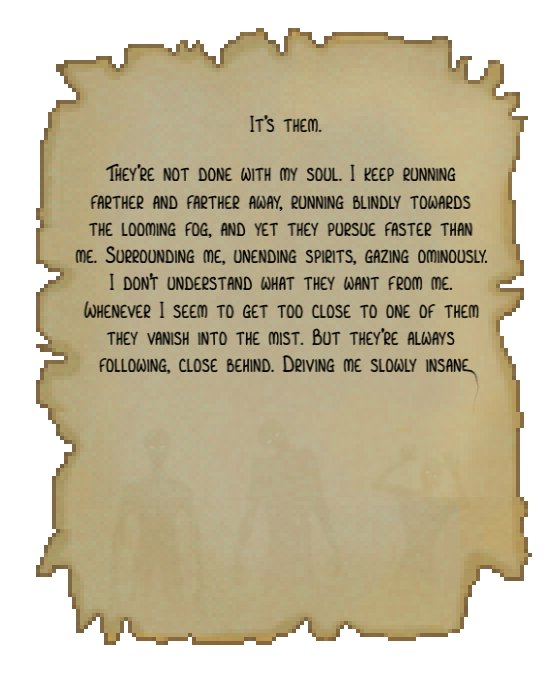 It's them.
They're not done with my soul. I keep running
farther and farther away, running blindly towards
the looming fog, and yet they pursue faster than
me. Surrounding me, unending spirits, gazing ominously.
I don't understand what they want from me.
Whenever I seem to get too close to one of them
they vanish into the mist. But they're always
following, close behind. Driving me slowly insane